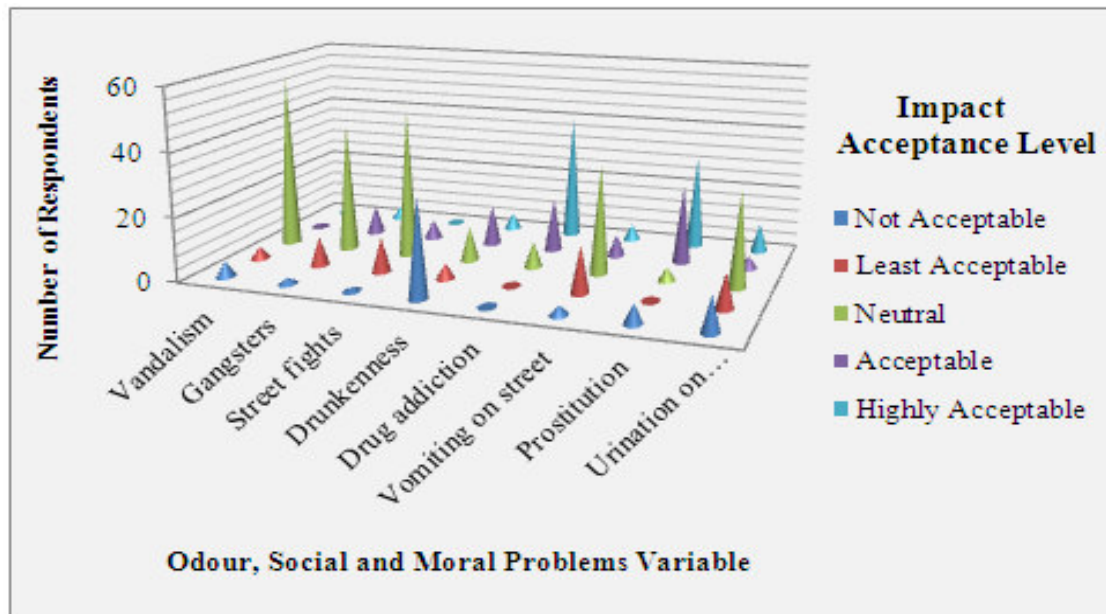 Number of Respondents
60
40
20
0
Vandalism
Gangsters
Street fights
Drunkenness
Drug addiction
Vomiting on street
Prostitution
Urination on…
Odour, Social and Moral Problems Variable
Impact
Acceptance Level
Not Acceptable
Least Acceptable
Neutral
Acceptable
Highly Acceptable